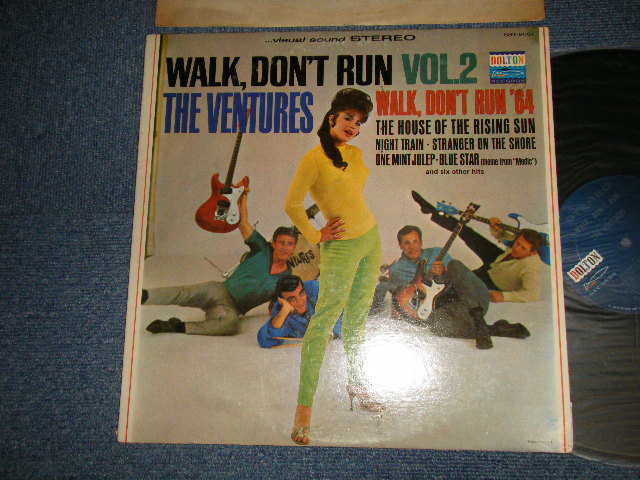 ...visual sound STEREO
WALK, DON'T RUN VOL.2
DOLTON
THE VENTURES
WALK, DON'T RUN '64
THE HOUSE OF THE RISING SUN
NIGHT TRAIN • STRANGER ON THE SHORE
ONE MINT JULEP • BLUE STAR (theme from "Medic")
and six other hits
DOLTON